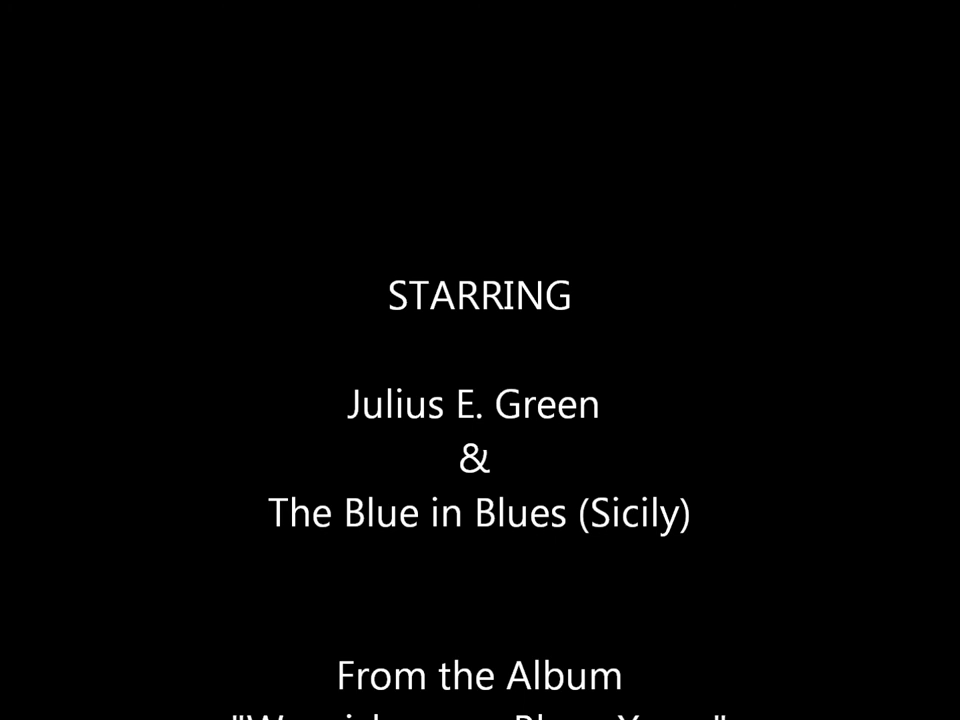 STARRING
Julius E. Green
&
The Blue in Blues (Sicily)
From the Album